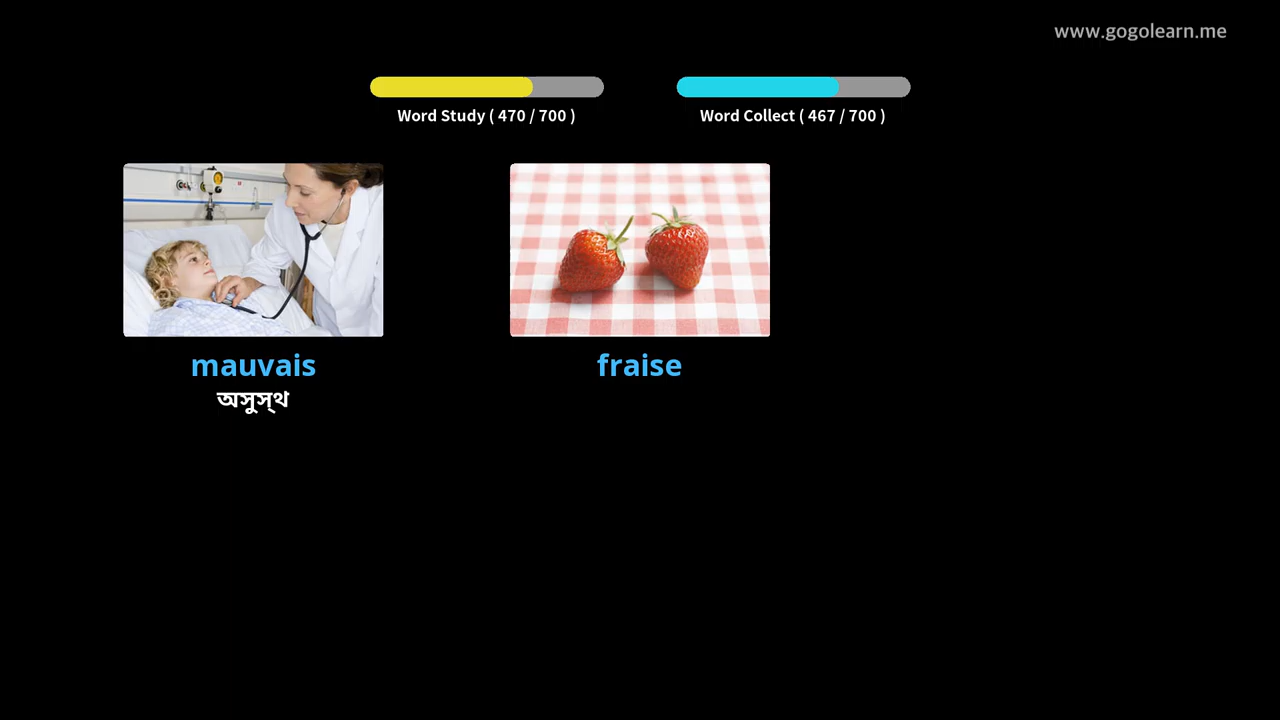 www.gogolearn.me
Word Study ( 470 / 700 )
Word Collect ( 467 / 700 )
mauvais
fraise
অসুস্থ